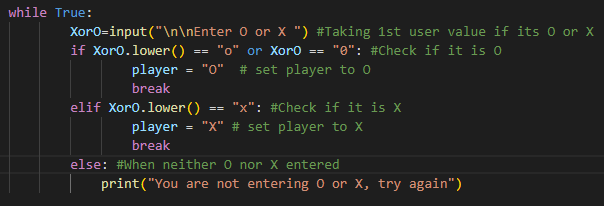 while True:
        XorO=input("\n\nEnter O or X ") #Taking 1st user value if its O or X
        if XorO.lower() == "o" or XorO == "0": #Check if it is O
                player = "O"  # set player to O
                break
        elif XorO.lower() == "x": #Check if it is X
                player = "X" # set player to X
                break
        else: #When neither O nor X entered
            print("You are not entering O or X, try again")